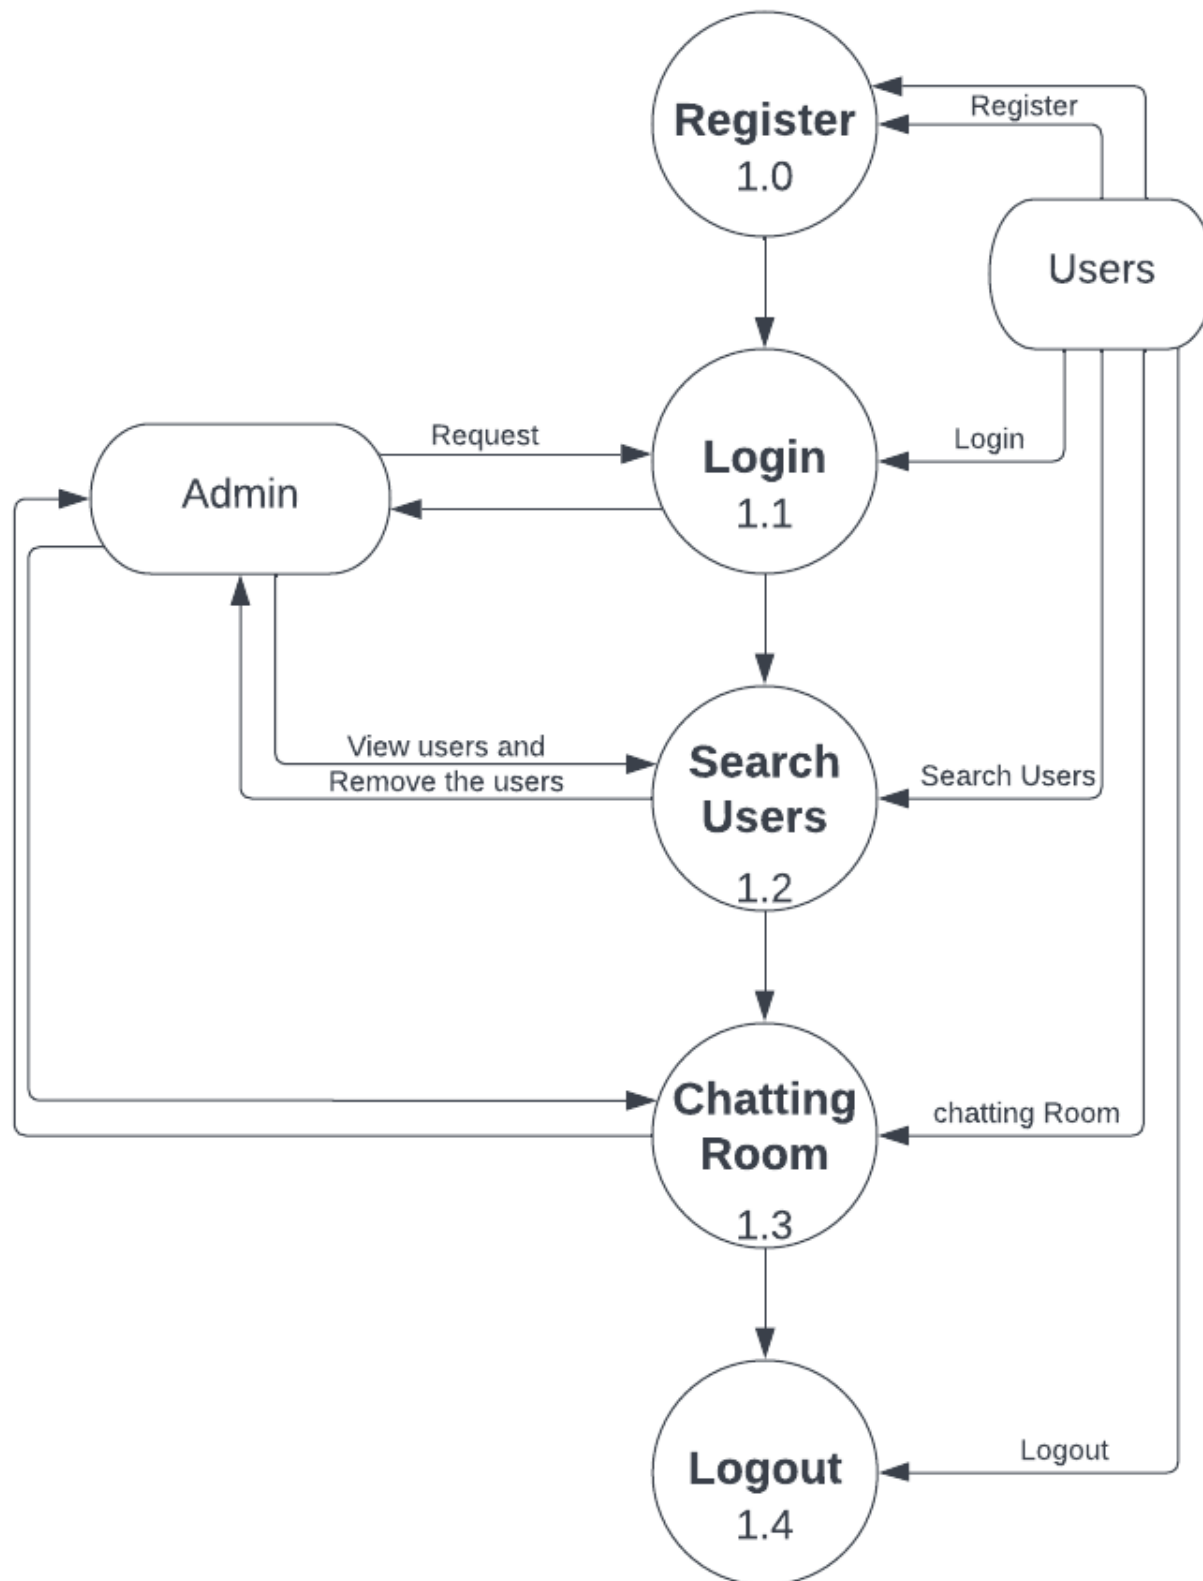 Register
1.0
Register
Users
Request
Login
Admin
Login
1.1
View users and
Remove the users
Search
Users
1.2
Search Users
Chatting
Room
1.3
chatting Room
Logout
1.4
Logout